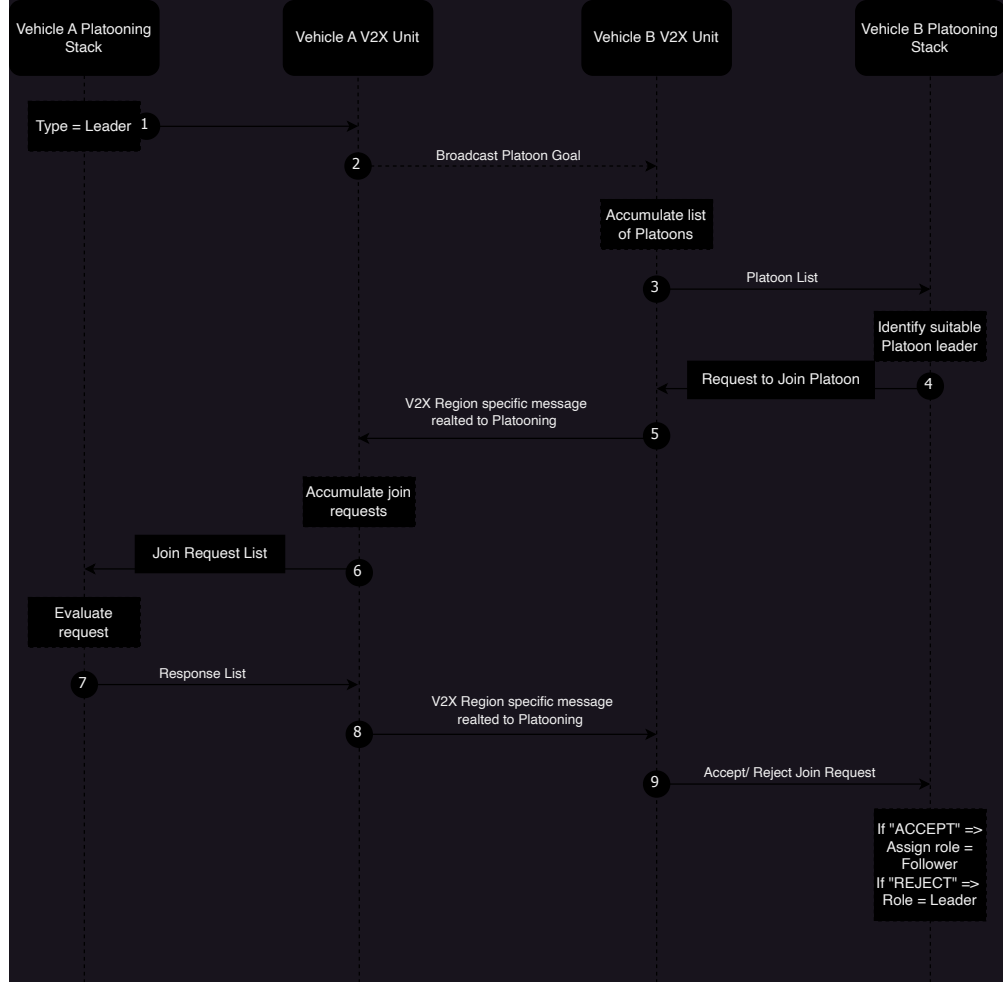 Vehicle A Platooning
Stack
Vehicle A V2X Unit
Vehicle B V2X Unit
Vehicle B Platooning
Stack
Type = Leader
1
2
Broadcast Platoon Goal
Accumulate list
of Platoons
3
Platoon List
Identify suitable
Platoon leader
Request to Join Platoon
4
V2X Region specific message
realted to Platooning
5
Accumulate join
requests
Join Request List
6
Evaluate
request
7
Response List
V2X Region specific message
realted to Platooning
8
9
Accept/ Reject Join Request
If "ACCEPT" =>
Assign role =
Follower
If "REJECT" =>
Role = Leader